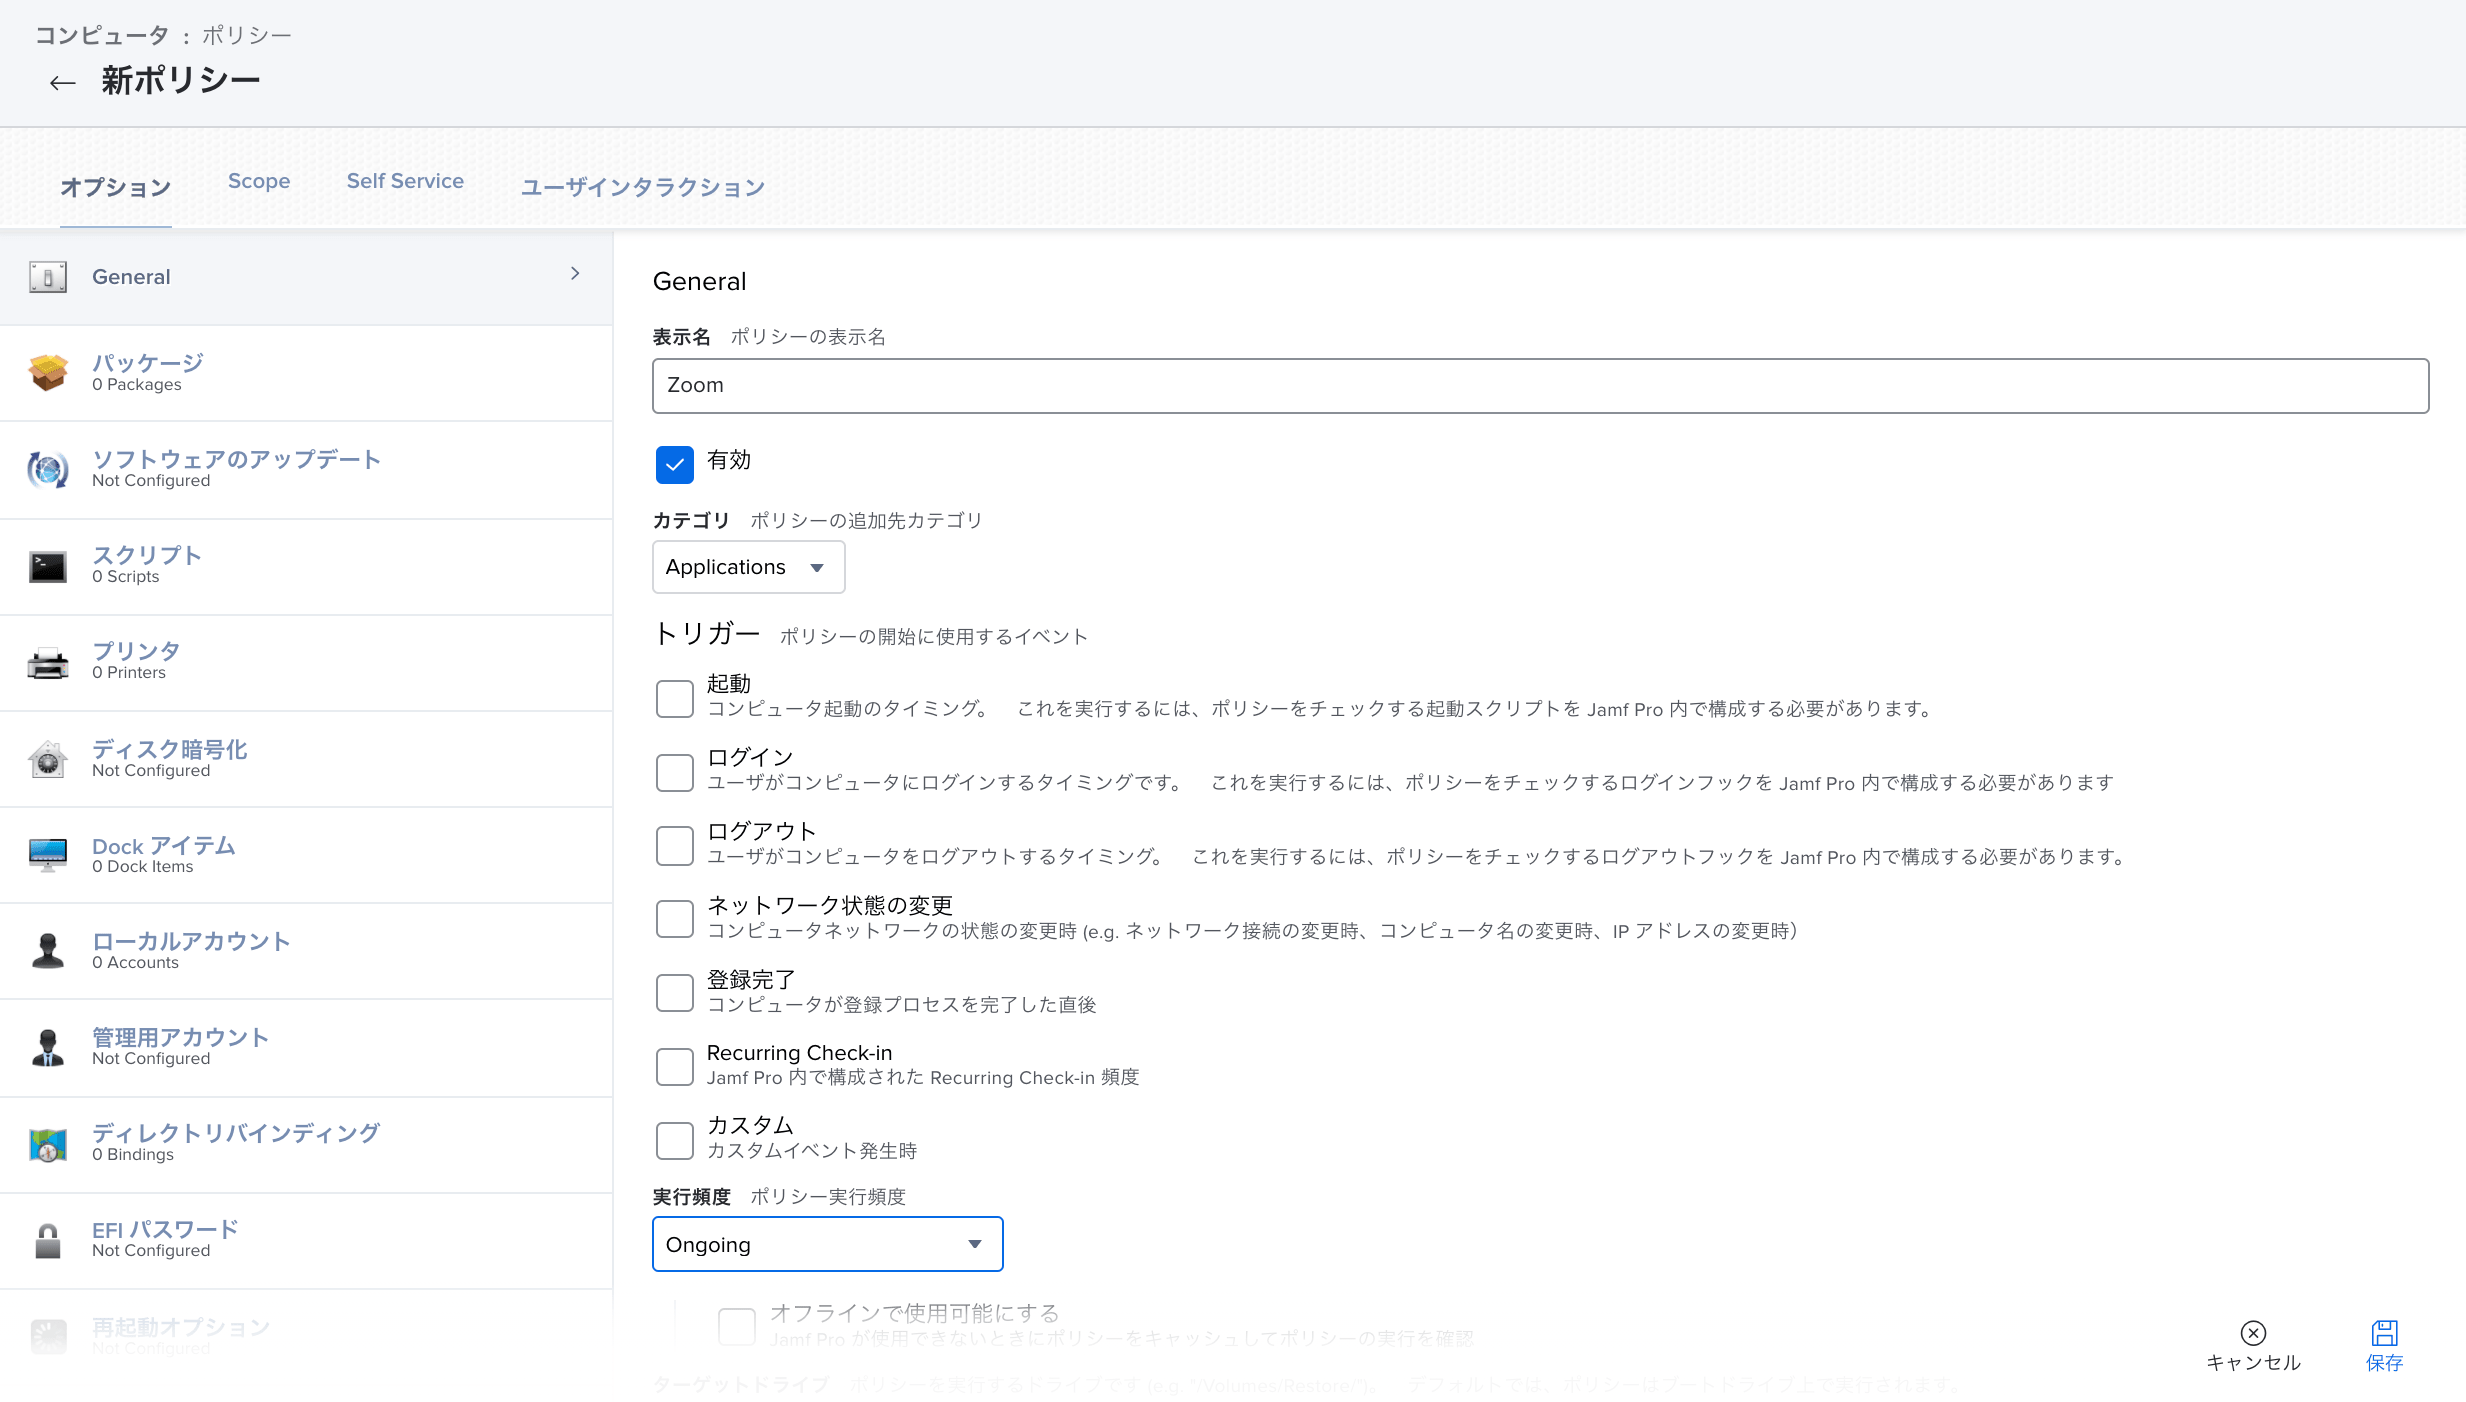 コンピュータ : ポリシー
← 新ポリシー
オプション Scope Self Service ユーザインタラクション
General
パッケージ
0 Packages
ソフトウェアのアップデート
Not Configured
スクリプト
0 Scripts
プリンタ
0 Printers
ディスク暗号化
Not Configured
Dock アイテム
0 Dock Items
ローカルアカウント
0 Accounts
管理用アカウント
Not Configured
ディレクトリバインディング
0 Bindings
EFI パスワード
Not Configured
再起動オプション
Not Configured
General
表示名 ポリシーの表示名
Zoom
有効
カテゴリ ポリシーの追加先カテゴリ
Applications
トリガー ポリシーの開始に使用するイベント
起動
コンピュータ起動のタイミング。 これを実行するには、ポリシーをチェックする起動スクリプトを Jamf Pro 内で構成する必要があります。
ログイン
ユーザがコンピュータにログインするタイミングです。 これを実行するには、ポリシーをチェックするログインフックを Jamf Pro 内で構成する必要があります
ログアウト
ユーザがコンピュータをログアウトするタイミング。 これを実行するには、ポリシーをチェックするログアウトフックを Jamf Pro 内で構成する必要があります。
ネットワーク状態の変更
コンピュータネットワークの状態の変更時 (e.g. ネットワーク接続の変更時、コンピュータ名の変更時、IP アドレスの変更時）
登録完了
コンピュータが登録プロセスを完了した直後
Recurring Check-in
Jamf Pro 内で構成された Recurring Check-in 頻度
カスタム
カスタムイベント発生時
実行頻度 ポリシー実行頻度
Ongoing
オフラインで使用可能にする
Jamf Pro が使用できないときにポリシーをキャッシュしてポリシーの実行を確認
ターゲットドライブ ポリシーを実行するドライブです (e.g. "/Volumes/Restore/")。 デフォルトでは、ポリシーはブートドライブ上で実行されます。
キャンセル
保存